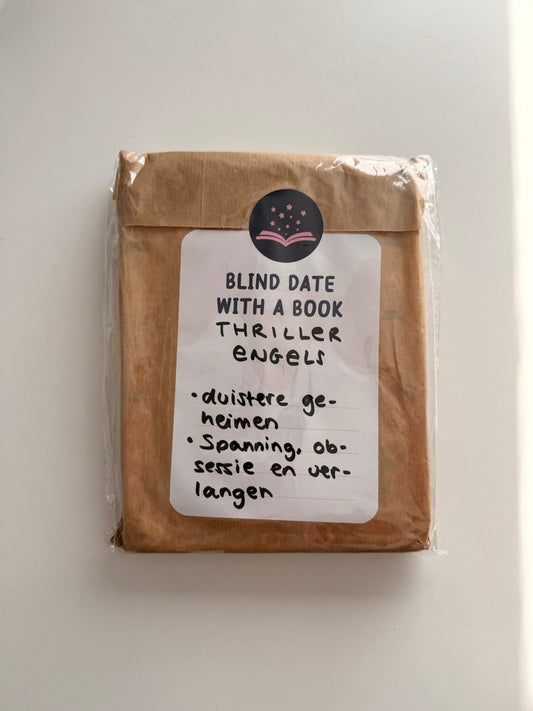 BLIND DATE
WITH A BOOK
THRILLER
ENGELS
• duistere ge-
heimen
• Spanning, ob-
sessie en ver-
langen